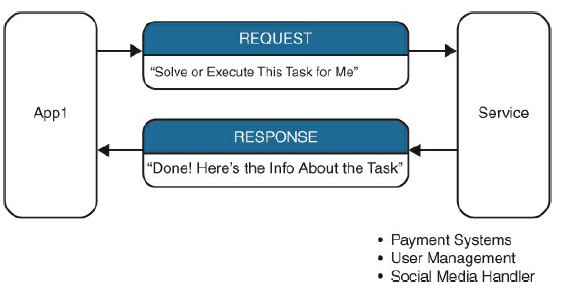 REQUEST
"Solve or Execute This Task for Me"
App1
Service
RESPONSE
“Done! Here’s the Info About the Task”
• Payment Systems
• User Management
• Social Media Handler